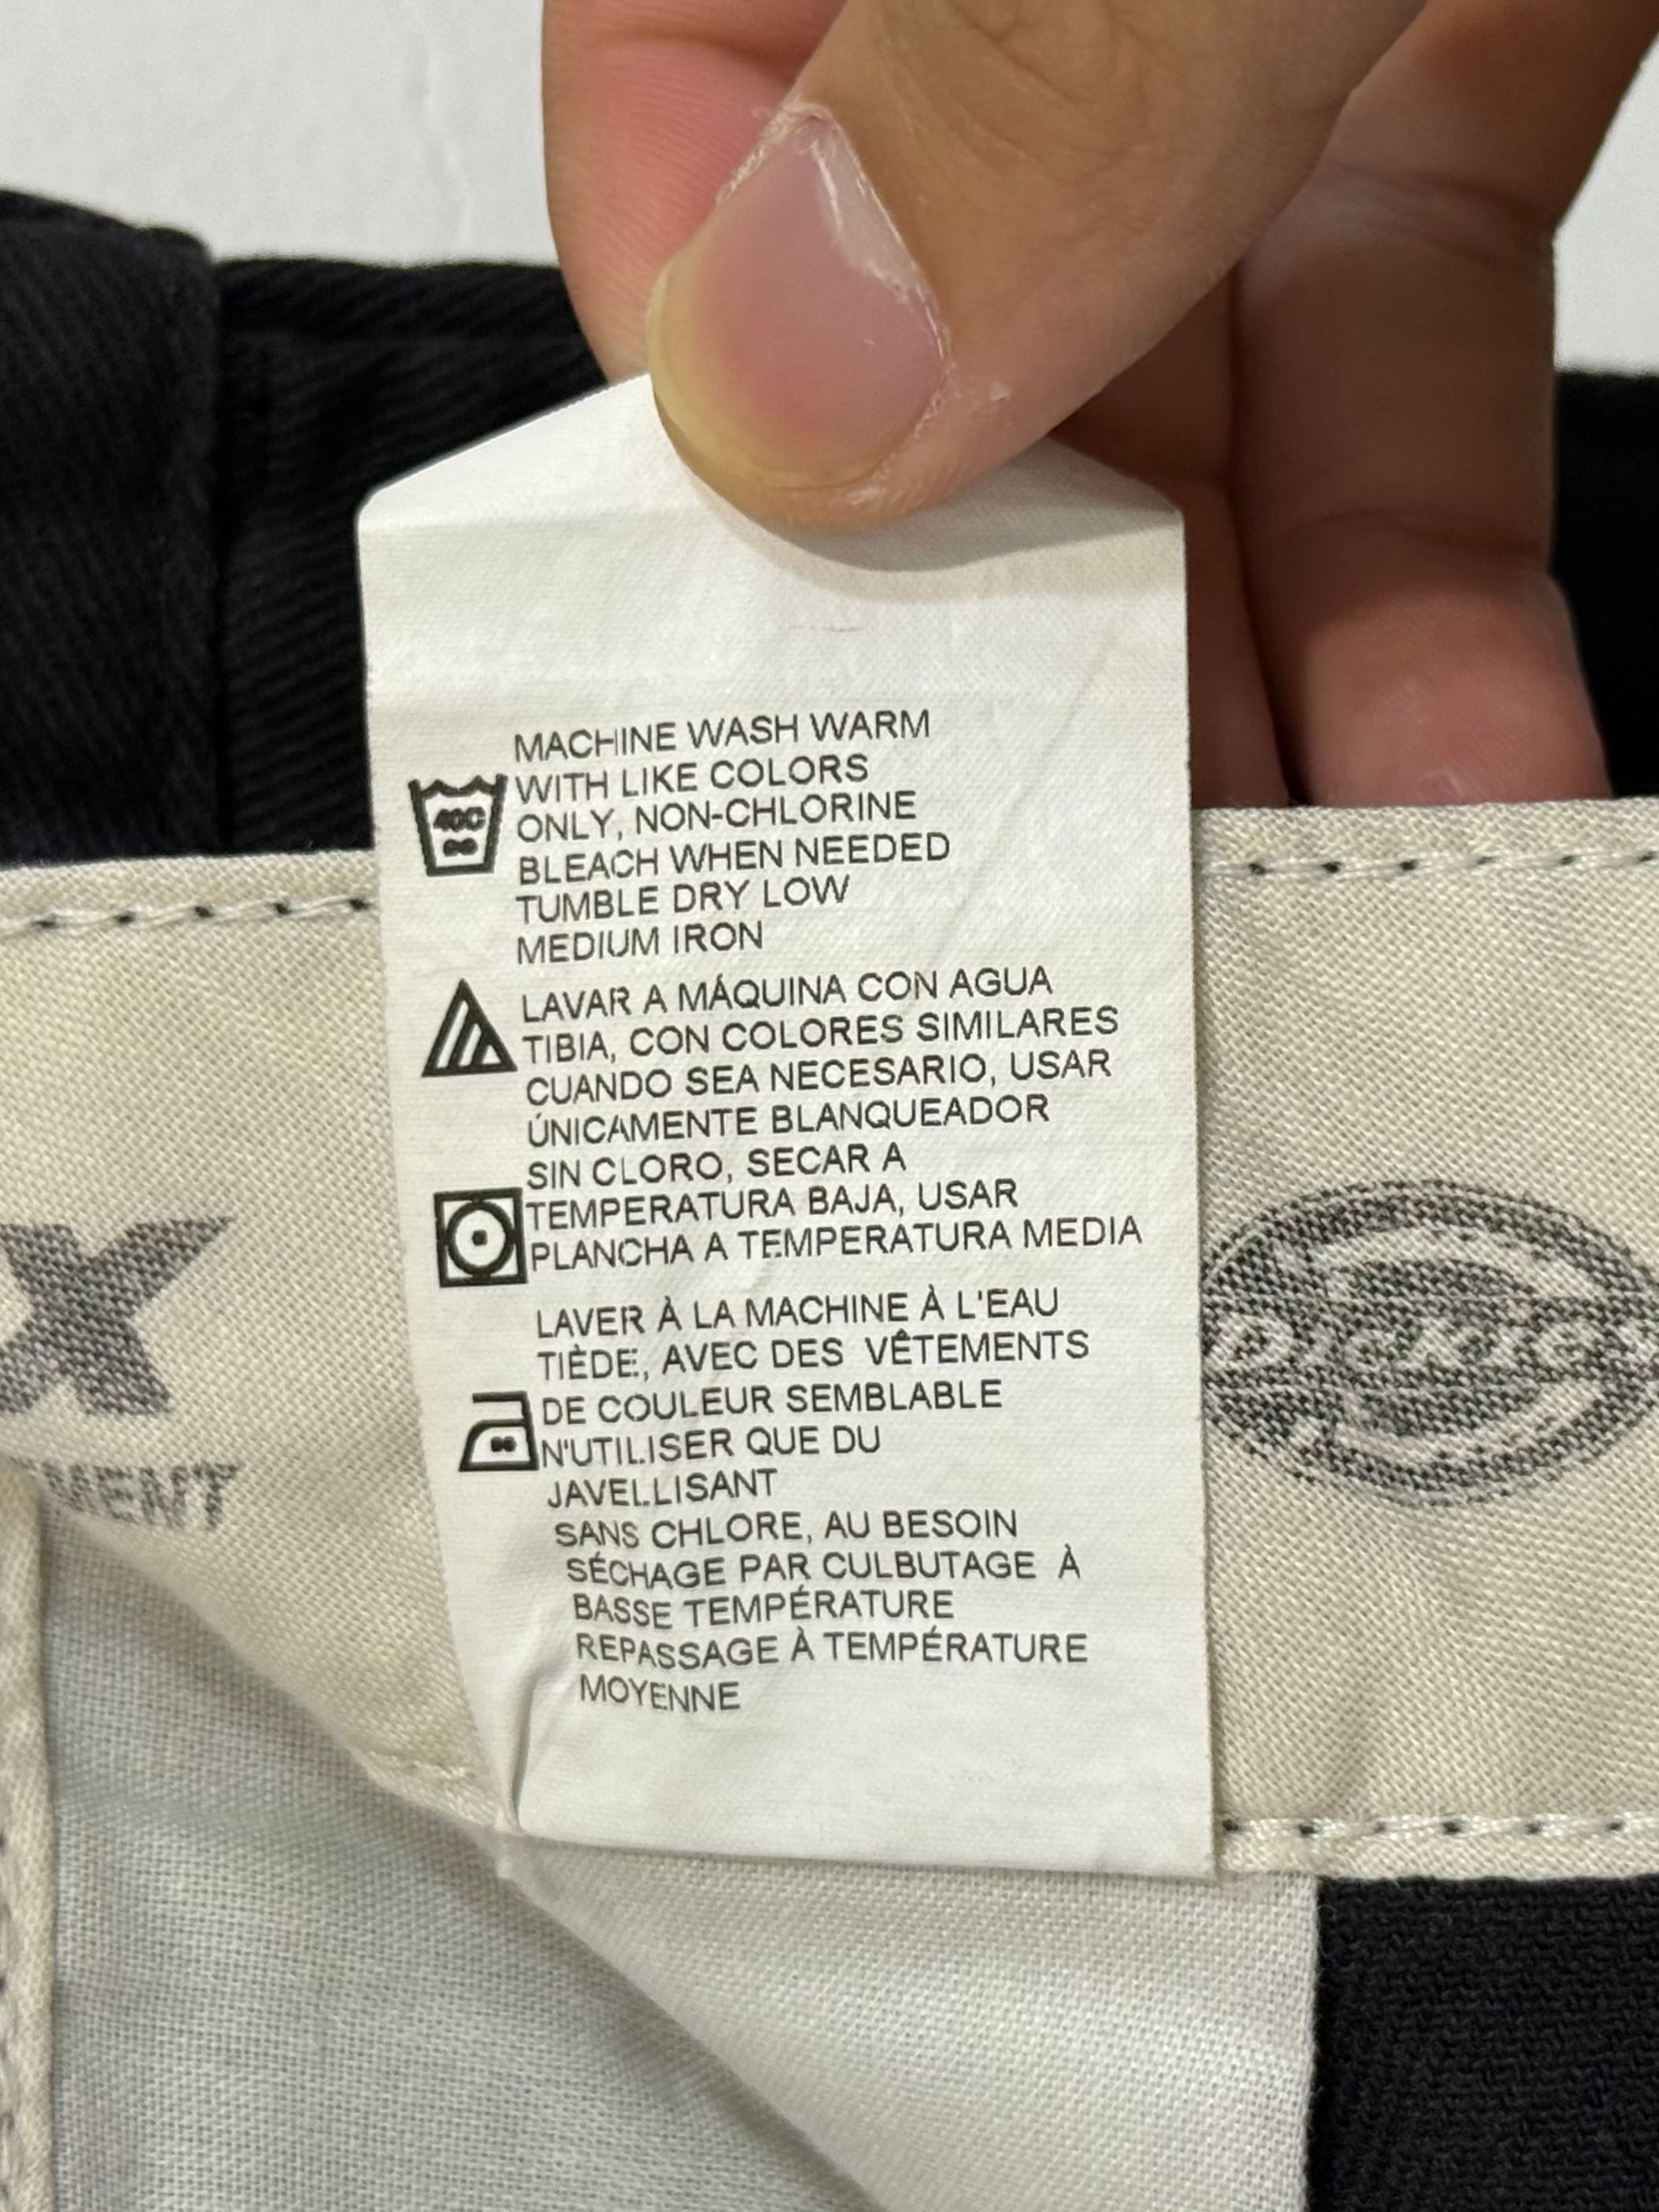 MACHINE WASH WARM
WITH LIKE COLORS
ONLY, NON-CHLORINE
BLEACH WHEN NEEDED
TUMBLE DRY LOW
MEDIUM IRON
40C
LAVAR A MÁQUINA CON AGUA
TIBIA, CON COLORES SIMILARES
CUANDO SEA NECESARIO, USAR
ÚNICAMENTE BLANQUEADOR
SIN CLORO, SECAR A
TEMPERATURA BAJA, USAR
PLANCHA A TEMPERATURA MEDIA
LAVER À LA MACHINE À L'EAU
TIÈDE, AVEC DES VÊTEMENTS
DE COULEUR SEMBLABLE
N'UTILISER QUE DU
JAVELLISANT
SANS CHLORE, AU BESOIN
SÉCHAGE PAR CULBUTAGE À
BASSE TEMPÉRATURE
REPASSAGE À TEMPÉRATURE
MOYENNE
X
MENT
Dickies